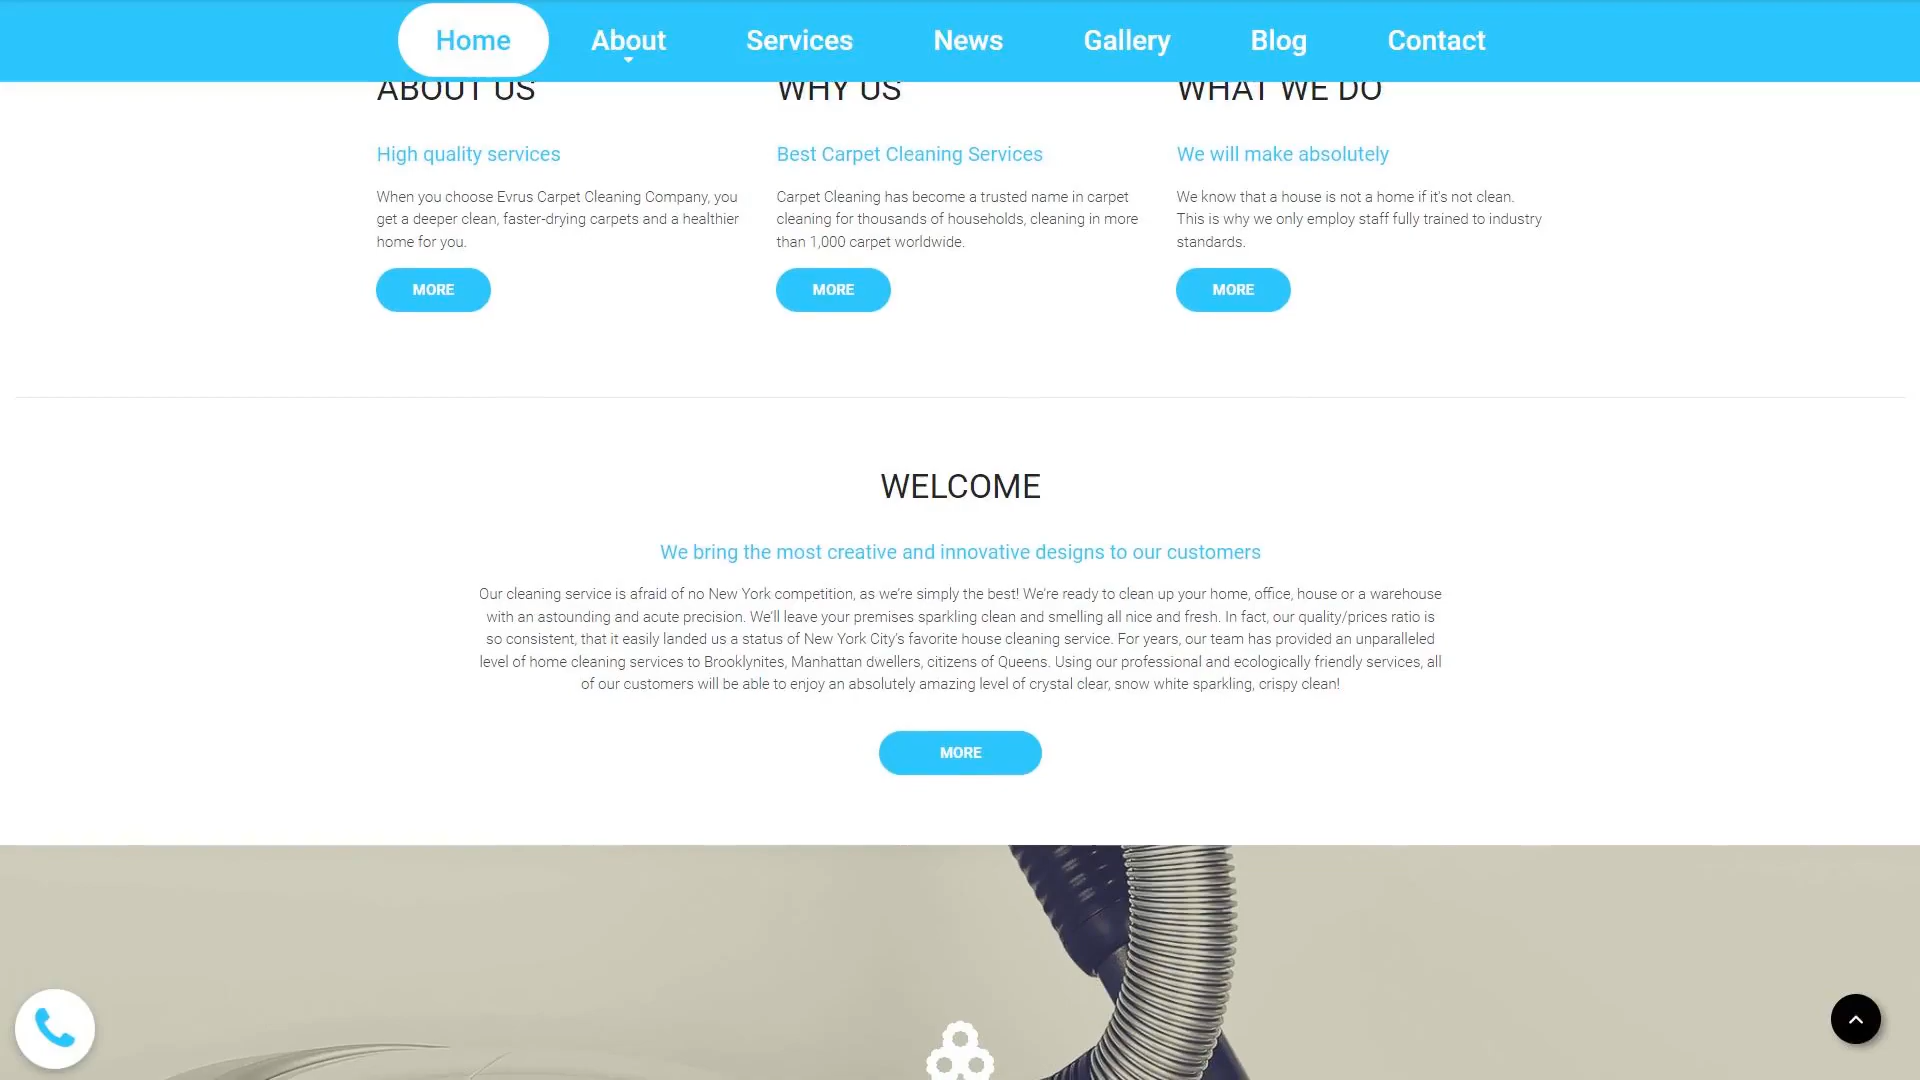 Home About Services News Gallery Blog Contact
ABOUT US
High quality services
When you choose Evrus Carpet Cleaning Company, you
get a deeper clean, faster-drying carpets and a healthier
home for you.
MORE
WHY US
Best Carpet Cleaning Services
Carpet Cleaning has become a trusted name in carpet
cleaning for thousands of households, cleaning in more
than 1,000 carpet worldwide.
MORE
WHAT WE DO
We will make absolutely
We know that a house is not a home if it's not clean.
This is why we only employ staff fully trained to industry
standards.
MORE
WELCOME
We bring the most creative and innovative designs to our customers
Our cleaning service is afraid of no New York competition, as we're simply the best! We're ready to clean up your home, office, house or a warehouse
with an astounding and acute precision. We'll leave your premises sparkling clean and smelling all nice and fresh. In fact, our quality/prices ratio is
so consistent, that it easily landed us a status of New York City's favorite house cleaning service. For years, our team has provided an unparalleled
level of home cleaning services to Brooklynites, Manhattan dwellers, citizens of Queens. Using our professional and ecologically friendly services, all
of our customers will be able to enjoy an absolutely amazing level of crystal clear, snow white sparkling, crispy clean!
MORE